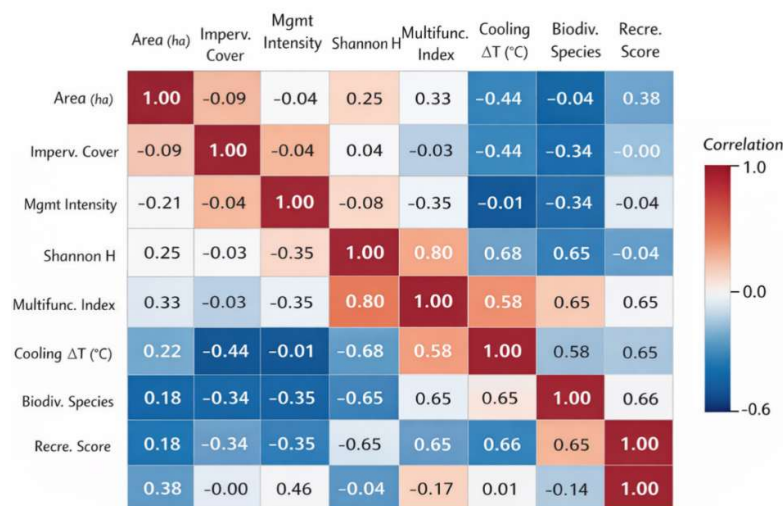 Area (ha) Imperv. Cover Mgmt Intensity Shannon H Multifunc. Index Cooling ΔT (°C) Biodiv. Species Recre. Score
Area (ha) 1.00 -0.09 -0.04 0.25 0.33 -0.44 -0.04 0.38
Imperv. Cover -0.09 1.00 -0.04 0.04 -0.03 -0.44 -0.34 -0.00
Mgmt Intensity -0.21 -0.04 1.00 -0.08 -0.35 -0.01 -0.34 -0.04
Shannon H 0.25 -0.03 -0.35 1.00 0.80 0.68 0.65 -0.04
Multifunc. Index 0.33 -0.03 -0.35 0.80 1.00 0.58 0.65 0.65
Cooling ΔT (°C) 0.22 -0.44 -0.01 -0.68 0.58 1.00 0.58 0.65
Biodiv. Species 0.18 -0.34 -0.35 -0.65 0.65 0.65 1.00 0.66
Recre. Score 0.18 -0.34 -0.35 -0.65 0.65 0.66 0.65 1.00
0.38 -0.00 0.46 -0.04 -0.17 0.01 -0.14 1.00
Correlation
1.0
0.0
-0.6